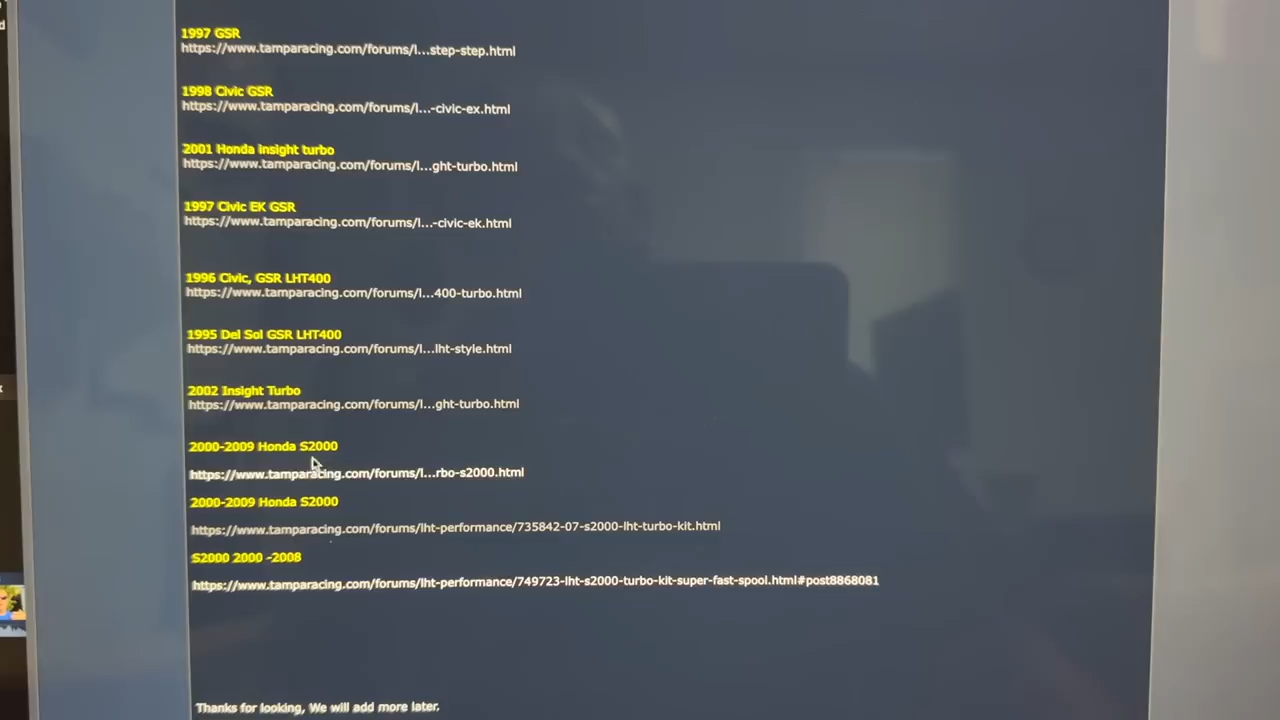 1997 GSR
https://www.tamparacing.com/forums/l...step-step.html
1998 Civic GSR
https://www.tamparacing.com/forums/l...-civic-ex.html
2001 Honda insight turbo
https://www.tamparacing.com/forums/l...ght-turbo.html
1997 Civic EK GSR
https://www.tamparacing.com/forums/l...-civic-ek.html
1996 Civic, GSR LHT400
https://www.tamparacing.com/forums/l...400-turbo.html
1995 Del Sol GSR LHT400
https://www.tamparacing.com/forums/l...lht-style.html
2002 Insight Turbo
https://www.tamparacing.com/forums/l...ght-turbo.html
2000-2009 Honda S2000
https://www.tamparacing.com/forums/l...rbo-s2000.html
2000-2009 Honda S2000
https://www.tamparacing.com/forums/lht-performance/735842-07-s2000-lht-turbo-kit.html
S2000 2000 -2008
https://www.tamparacing.com/forums/lht-performance/749723-lht-s2000-turbo-kit-super-fast-spool.html#post8868081
Thanks for looking, We will add more later.